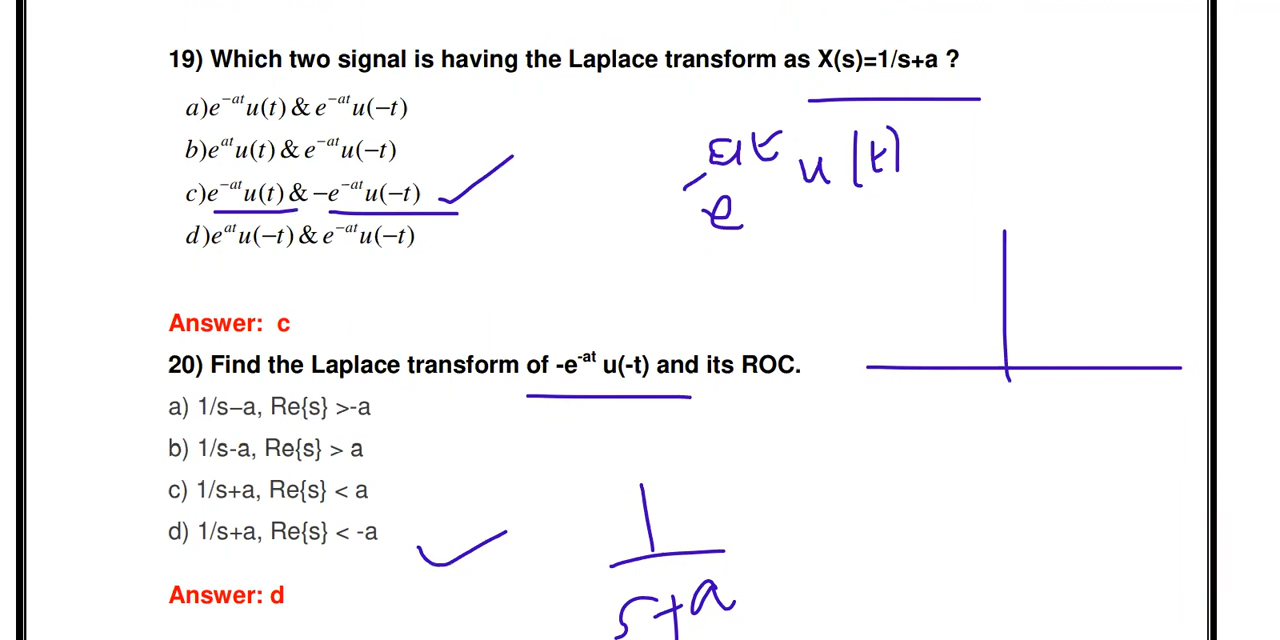 19) Which two signal is having the Laplace transform as X(s)=1/s+a ?
a)e^-at u(t) & e^-at u(−t)
b)e^at u(t) & e^-at u(−t)
c)e^-at u(t) & −e^-at u(−t)
d)e^at u(−t) & e^-at u(−t)
u(t)
e
Answer: c
20) Find the Laplace transform of -e^-at u(-t) and its ROC.
a) 1/s−a, Re{s} >-a
b) 1/s-a, Re{s} > a
c) 1/s+a, Re{s} < a
d) 1/s+a, Re{s} < -a
1
s+a
Answer: d